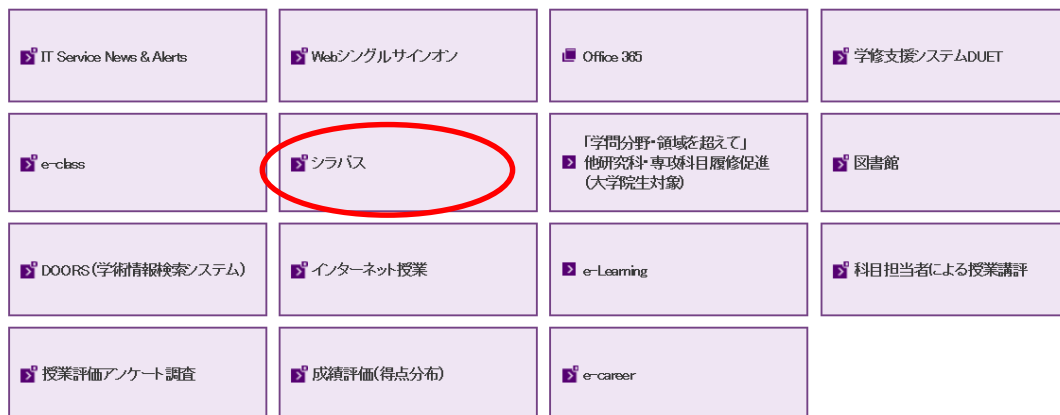 IT Service News & Alerts
Webシングルサインオン
Office 365
学修支援システムDUET
e-class
シラバス
「学問分野・領域を超えて」
他研究科・専攻科目履修促進
(大学院生対象)
図書館
DOORS(学術情報検索システム)
インターネット授業
e-Learning
科目担当者による授業講評
授業評価アンケート調査
成績評価(得点分布)
e-career